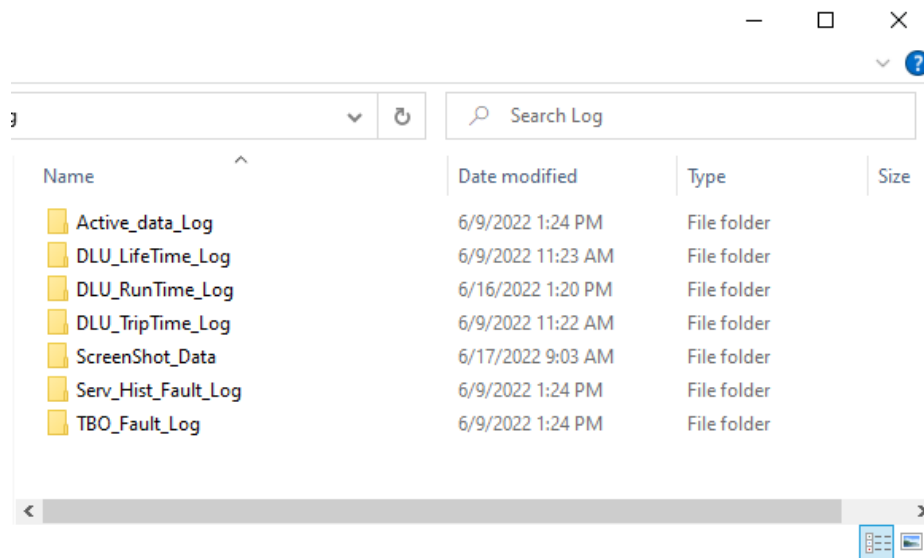 ?
g
Search Log
Name Date modified Type Size
Active_data_Log 6/9/2022 1:24 PM File folder
DLU_LifeTime_Log 6/9/2022 11:23 AM File folder
DLU_RunTime_Log 6/16/2022 1:20 PM File folder
DLU_TripTime_Log 6/9/2022 11:22 AM File folder
ScreenShot_Data 6/17/2022 9:03 AM File folder
Serv_Hist_Fault_Log 6/9/2022 1:24 PM File folder
TBO_Fault_Log 6/9/2022 1:24 PM File folder